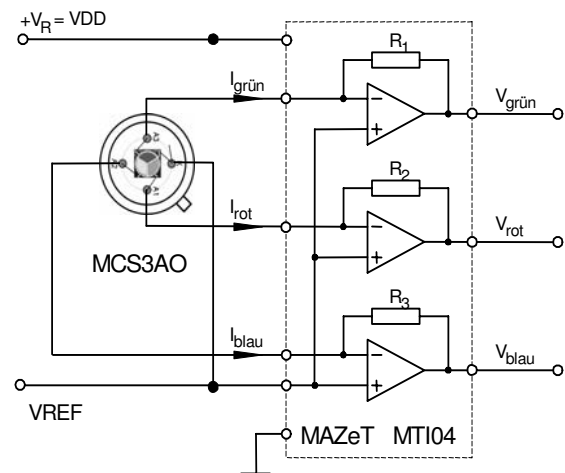 +VR = VDD
R1
Igrün
Vgrün
R2
Irot
Vrot
MCS3AO
R3
Iblau
Vblau
VREF
MAZeT MTI04